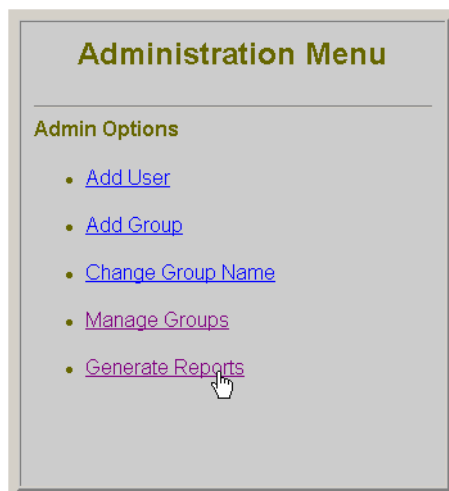 Administration Menu
Admin Options
Add User
Add Group
Change Group Name
Manage Groups
Generate Reports